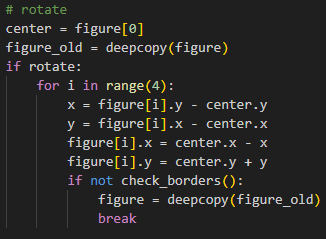 # rotate
center = figure[0]
figure_old = deepcopy(figure)
if rotate:
    for i in range(4):
        x = figure[i].y - center.y
        y = figure[i].x - center.x
        figure[i].x = center.x - x
        figure[i].y = center.y + y
        if not check_borders():
            figure = deepcopy(figure_old)
            break